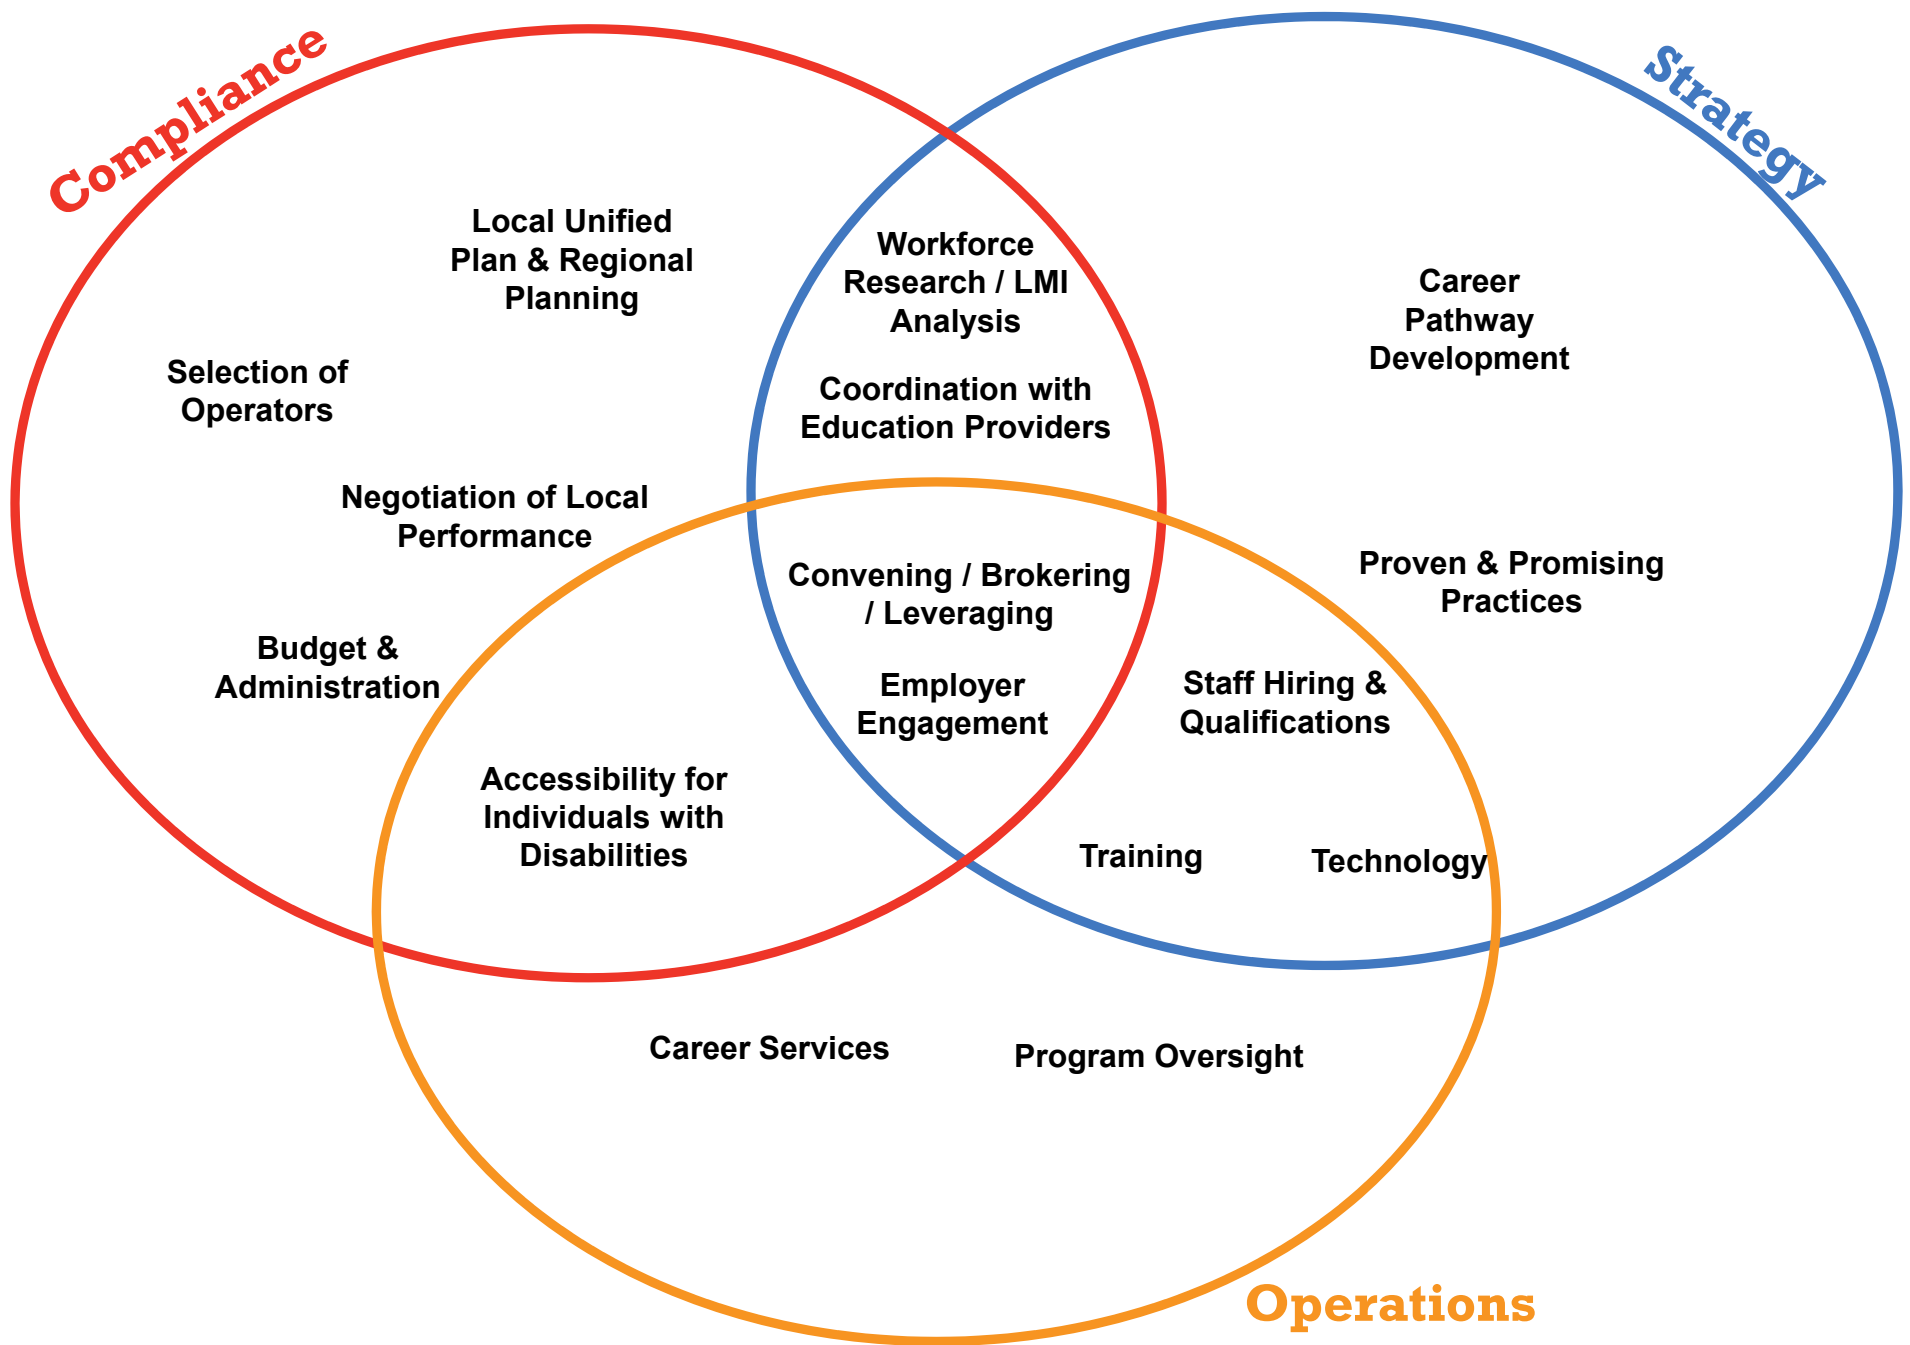 Compliance
Strategy
Local Unified
Plan & Regional
Planning
Workforce
Research / LMI
Analysis
Career
Pathway
Development
Selection of
Operators
Coordination with
Education Providers
Negotiation of Local
Performance
Convening / Brokering
/ Leveraging
Proven & Promising
Practices
Budget &
Administration
Employer
Engagement
Staff Hiring &
Qualifications
Accessibility for
Individuals with
Disabilities
Training
Technology
Career Services
Program Oversight
Operations